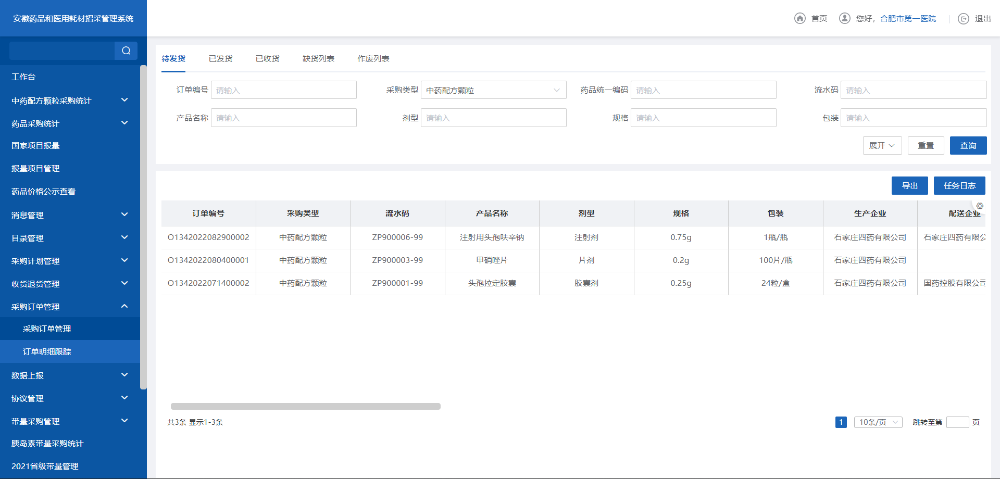 安徽药品和医用耗材招采管理系统
首页 您好，合肥市第一医院 退出
工作台
中药配方颗粒采购统计
药品采购统计
国家项目报量
报量项目管理
药品价格公示查看
消息管理
目录管理
采购计划管理
收货退货管理
采购订单管理
采购订单管理
订单明细跟踪
数据上报
协议管理
带量采购管理
胰岛素带量采购统计
2021省级带量管理
待发货 已发货 已收货 缺货列表 作废列表
订单编号 请输入 采购类型 中药配方颗粒 药品统一编码 请输入 流水码 请输入
产品名称 请输入 剂型 请输入 规格 请输入 包装 请输入
展开 重置 查询
导出 任务日志
订单编号 采购类型 流水码 产品名称 剂型 规格 包装 生产企业 配送企业
O1342022082900002 中药配方颗粒 ZP900006-99 注射用头孢呋辛钠 注射剂 0.75g 1瓶/瓶 石家庄四药有限公司 石家庄四药有限公
O1342022080400001 中药配方颗粒 ZP900003-99 甲硝唑片 片剂 0.2g 100片/瓶 石家庄四药有限公司
O1342022071400002 中药配方颗粒 ZP900001-99 头孢拉定胶囊 胶囊剂 0.25g 24粒/盒 石家庄四药有限公司 国药控股有限公司
共3条 显示1-3条 1 10条/页 跳转至第 页